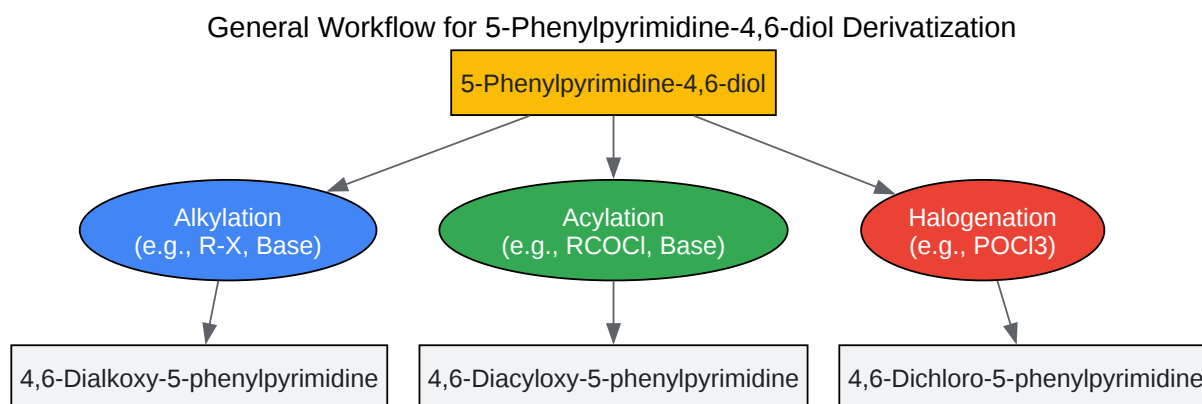 General Workflow for 5-Phenylpyrimidine-4,6-diol Derivatization
5-Phenylpyrimidine-4,6-diol
Alkylation
(e.g., R-X, Base)
Acylation
(e.g., RCOCl, Base)
Halogenation
(e.g., POCl3)
4,6-Dialkoxy-5-phenylpyrimidine
4,6-Diacyloxy-5-phenylpyrimidine
4,6-Dichloro-5-phenylpyrimidine